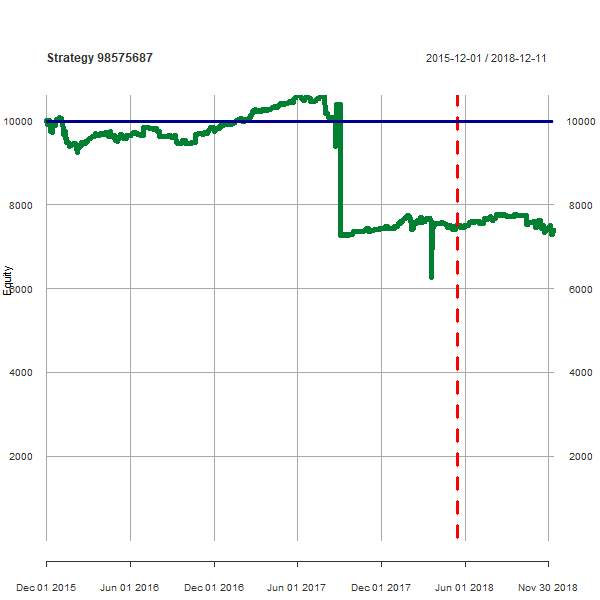 Strategy 98575687
2015-12-01 / 2018-12-11
10000
10000
8000
8000
Equity
6000
6000
4000
4000
2000
2000
Dec 01 2015
Jun 01 2016
Dec 01 2016
Jun 01 2017
Dec 01 2017
Jun 01 2018
Nov 30 2018